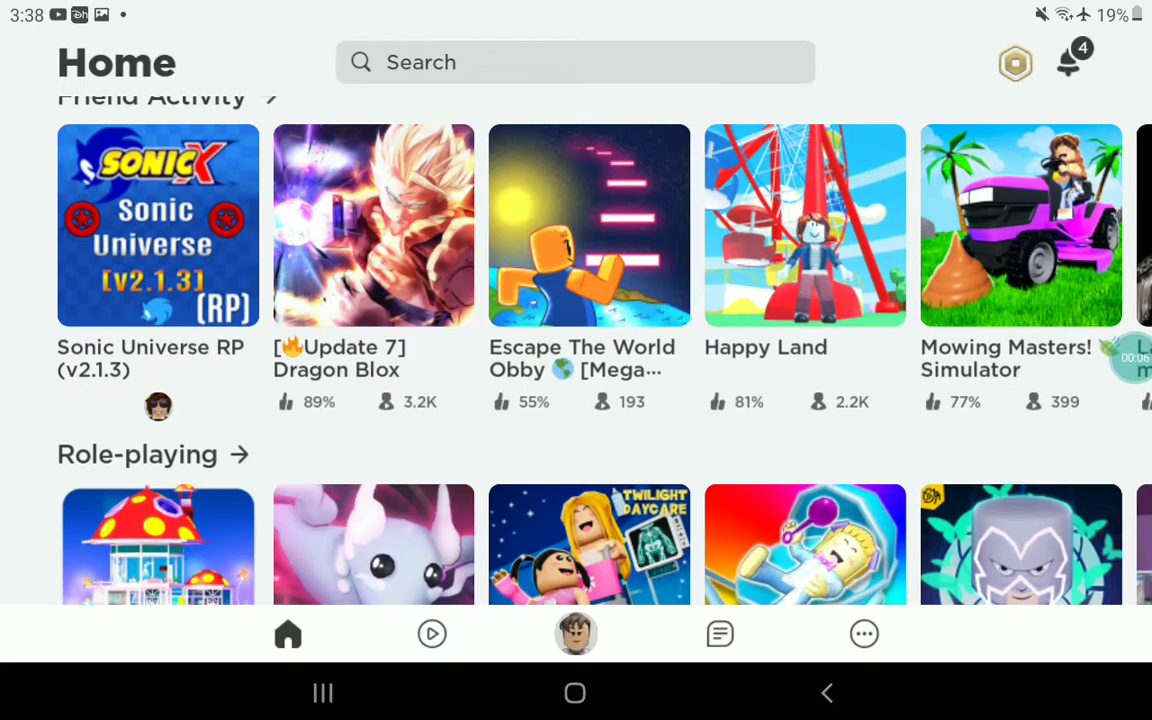 3:38
19%
Home
Search
4
Friend Activity
SONIC X
Sonic
Universe
[v2.1.3]
(RP)
Sonic Universe RP
(v2.1.3)
[🔥Update 7]
Dragon Blox
89% 3.2K
Escape The World
Obby 🌎 [Mega...
55% 193
Happy Land
81% 2.2K
Mowing Masters!
Simulator
77% 399
00:06
Role-playing →
TWILIGHT
DAYCARE